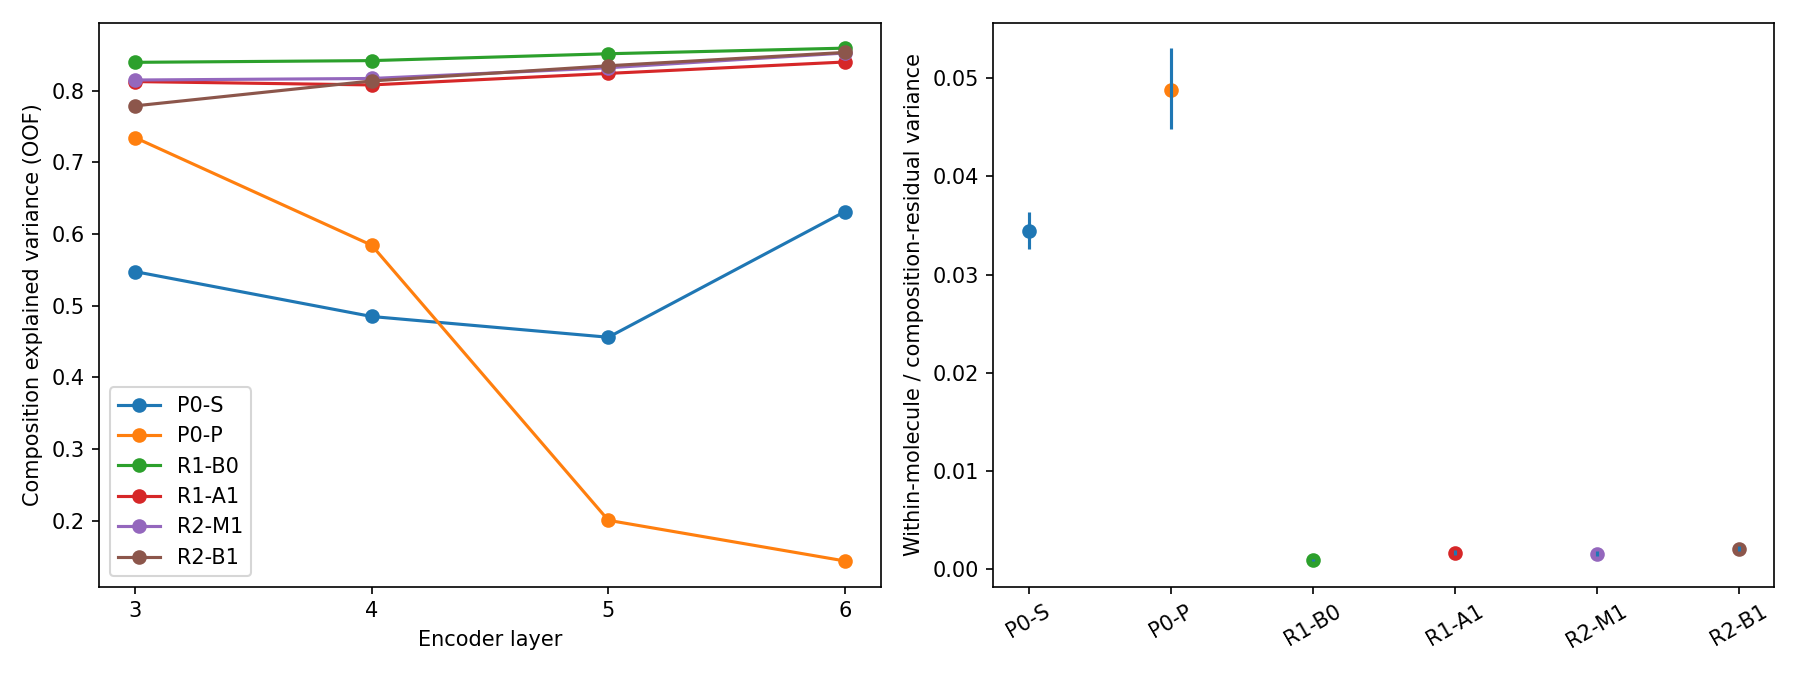 Composition explained variance (OOF)
0.8
0.7
0.6
0.5
0.4
0.3
0.2
P0-S
P0-P
R1-B0
R1-A1
R2-M1
R2-B1
3
4
5
6
Encoder layer
Within-molecule / composition-residual variance
0.05
0.04
0.03
0.02
0.01
0.00
P0-S
P0-P
R1-B0
R1-A1
R2-M1
R2-B1